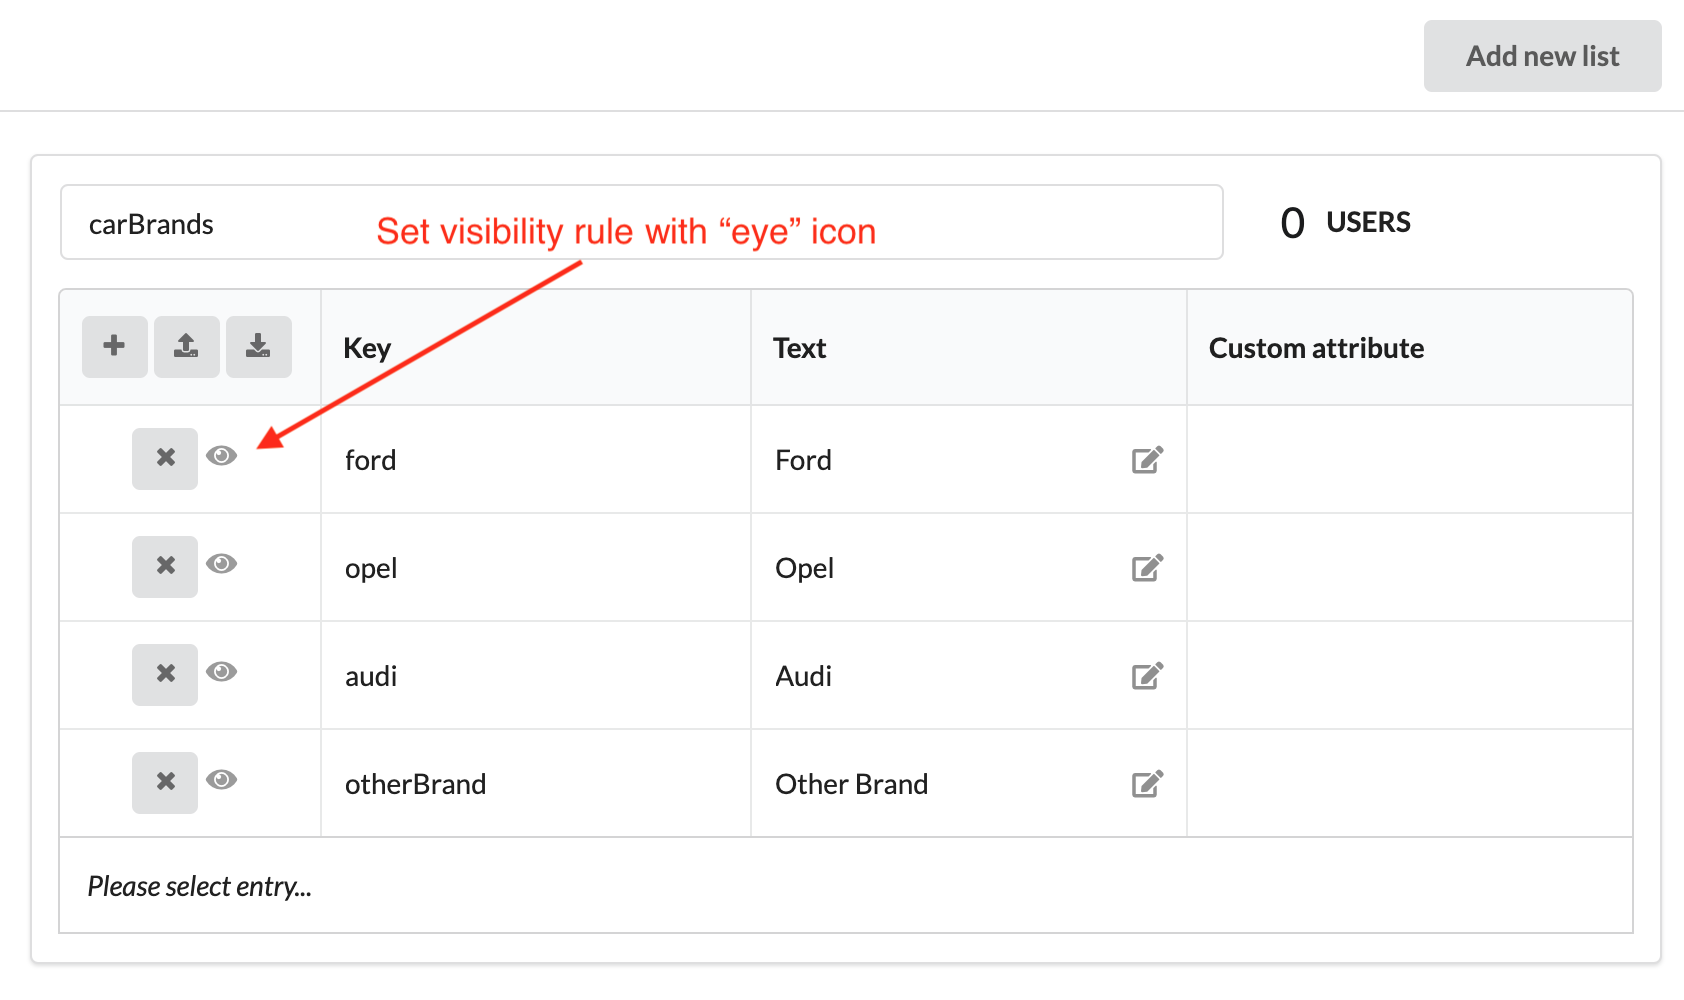 Add new list
carBrands
Set visibility rule with “eye” icon
0 USERS
Key Text Custom attribute
ford Ford
opel Opel
audi Audi
otherBrand Other Brand
Please select entry...